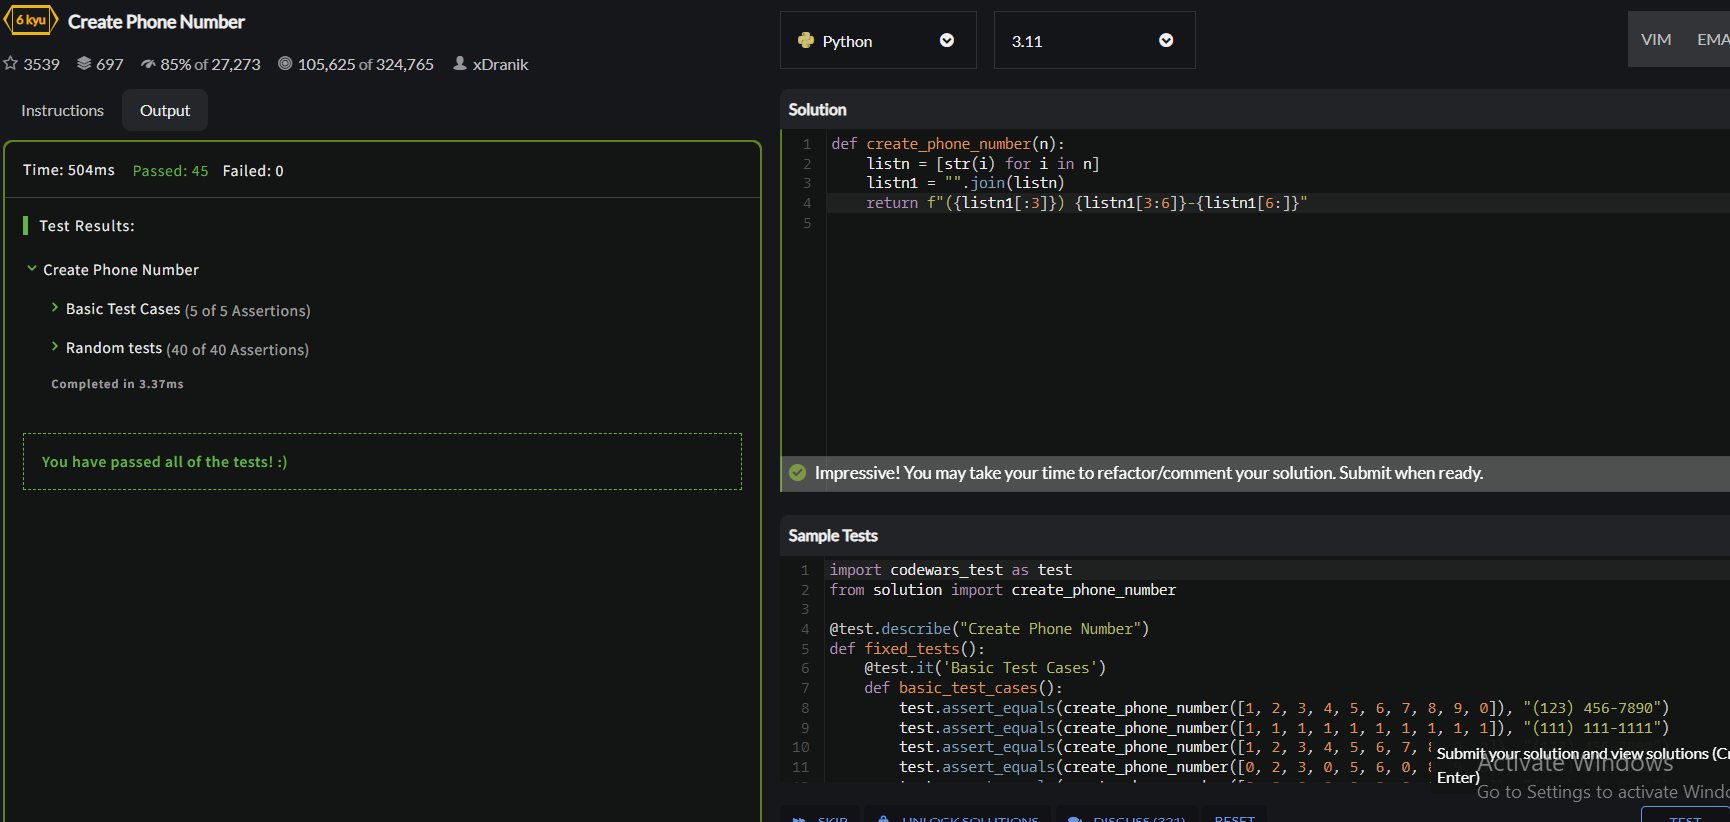 6 kyu Create Phone Number
3539 697 85% of 27,273 105,625 of 324,765 xDranik
Instructions Output
Time: 504ms Passed: 45 Failed: 0
Test Results:
Create Phone Number
Basic Test Cases (5 of 5 Assertions)
Random tests (40 of 40 Assertions)
Completed in 3.37ms
You have passed all of the tests! :)
Python 3.11 VIM EMA
Solution
1 def create_phone_number(n):
2 listn = [str(i) for i in n]
3 listn1 = "".join(listn)
4 return f"({listn1[:3]}) {listn1[3:6]}-{listn1[6:]}"
5
Impressive! You may take your time to refactor/comment your solution. Submit when ready.
Sample Tests
1 import codewars_test as test
2 from solution import create_phone_number
3
4 @test.describe("Create Phone Number")
5 def fixed_tests():
6 @test.it('Basic Test Cases')
7 def basic_test_cases():
8 test.assert_equals(create_phone_number([1, 2, 3, 4, 5, 6, 7, 8, 9, 0]), "(123) 456-7890")
9 test.assert_equals(create_phone_number([1, 1, 1, 1, 1, 1, 1, 1, 1, 1]), "(111) 111-1111")
10 test.assert_equals(create_phone_number([1, 2, 3, 4, 5, 6, 7, 8
11 test.assert_equals(create_phone_number([0, 2, 3, 0, 5, 6, 0, 8
Submit your solution and view solutions (C
Enter)
Activate Windows
Go to Settings to activate Windo
SKIP UNLOCK SOLUTIONS DISCUSS (321) RESET TEST